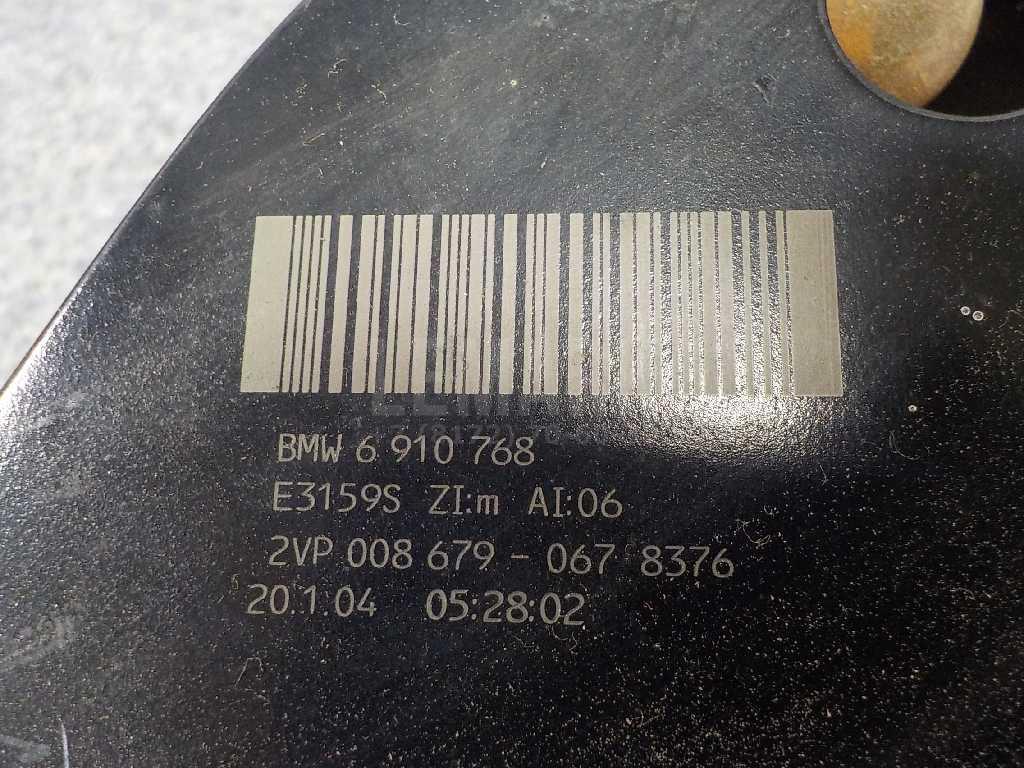 BMW 6 910 768
E3159S ZI:m AI:06
2VP 008 679 - 067 8376
20.1.04 05:28:02